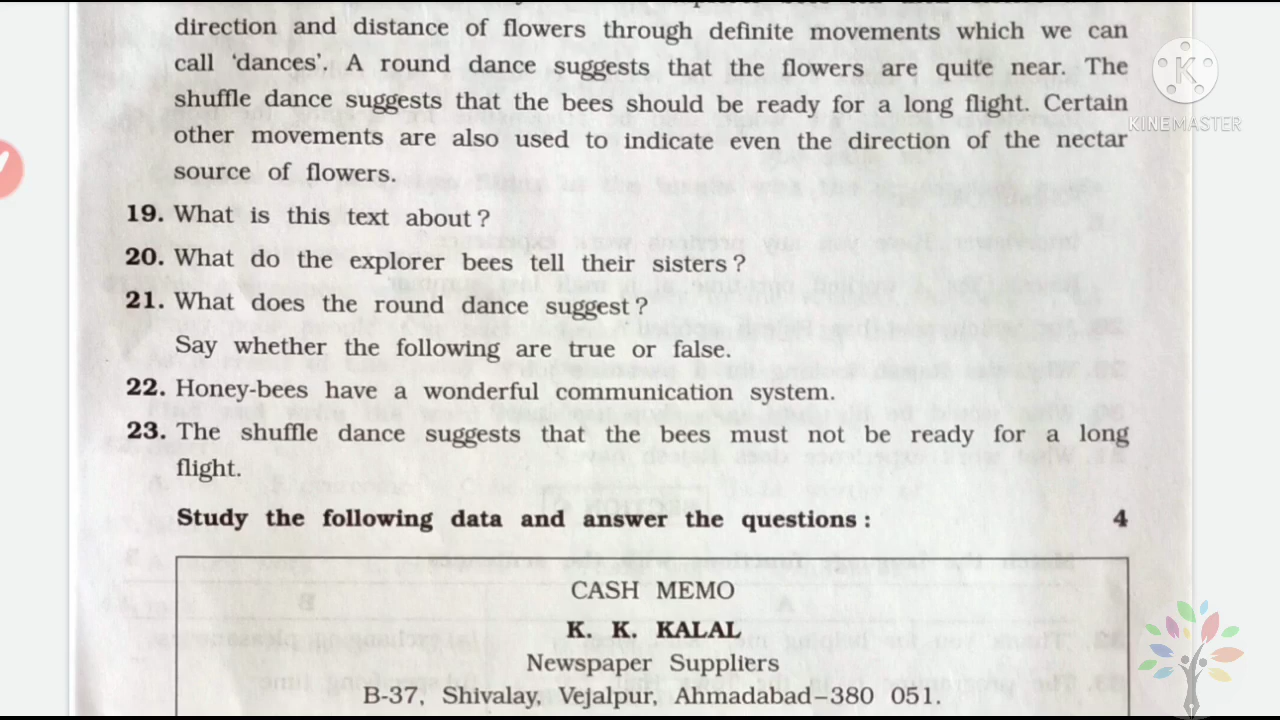 direction and distance of flowers through definite movements which we can
call 'dances'. A round dance suggests that the flowers are quite near. The
shuffle dance suggests that the bees should be ready for a long flight. Certain
other movements are also used to indicate even the direction of the nectar
source of flowers.
19. What is this text about ?
20. What do the explorer bees tell their sisters ?
21. What does the round dance suggest ?
Say whether the following are true or false.
22. Honey-bees have a wonderful communication system.
23. The shuffle dance suggests that the bees must not be ready for a long
flight.
Study the following data and answer the questions : 4
CASH MEMO
K. K. KALAL
Newspaper Suppliers
B-37, Shivalay, Vejalpur, Ahmadabad-380 051.
K
KINEMASTER